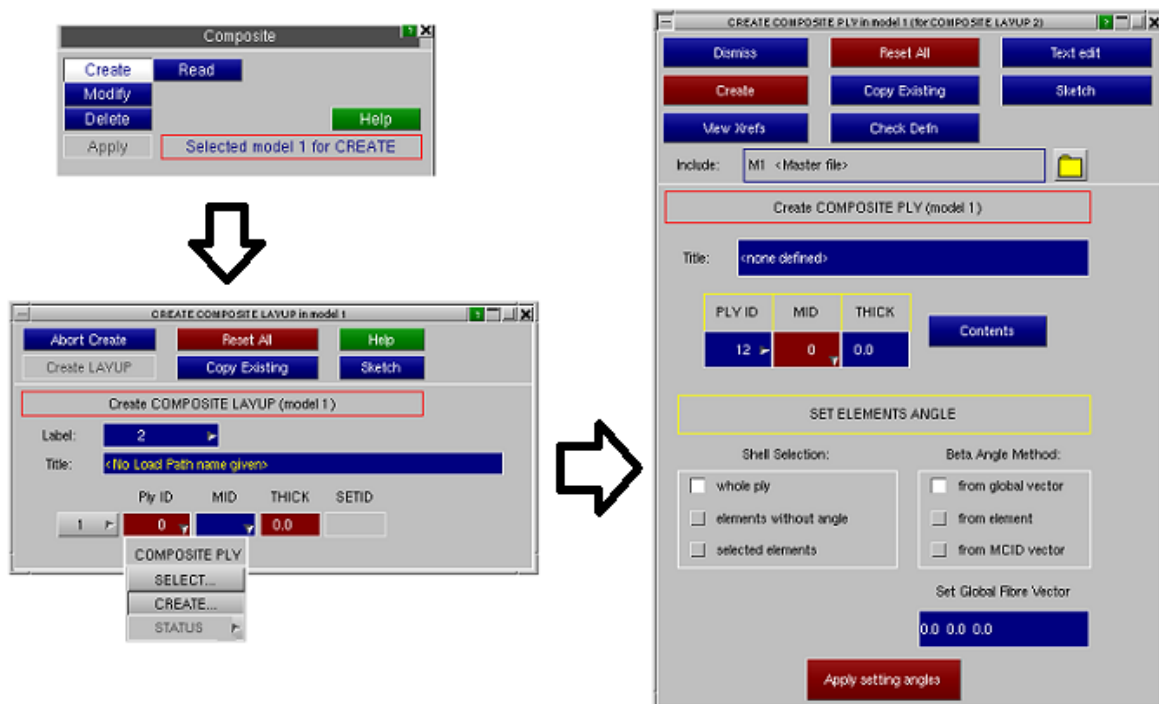 Composite
Create Read
Modify
Delete Help
Apply Selected model 1 for CREATE
CREATE COMPOSITE LAYUP in model 1
Abort Create Reset All Help
Create LAYUP Copy Existing Sketch
Create COMPOSITE LAYUP (model 1)
Label: 2
Title: <No Load Path name given>
Ply ID MID THICK SETID
1 0 0.0
COMPOSITE PLY
SELECT...
CREATE...
STATUS
CREATE COMPOSITE PLY in model 1 (for COMPOSITE LAYUP 2)
Dismiss Reset All Text edit
Create Copy Existing Sketch
View Xrefs Check Defn
Include: M1 <Master file>
Create COMPOSITE PLY (model 1)
Title: <none defined>
PLY ID MID THICK
12 0 0.0 Contents
SET ELEMENTS ANGLE
Shell Selection: Beta Angle Method:
whole ply from global vector
elements without angle from element
selected elements from MCID vector
Set Global Fibre Vector
0.0 0.0 0.0
Apply setting angles